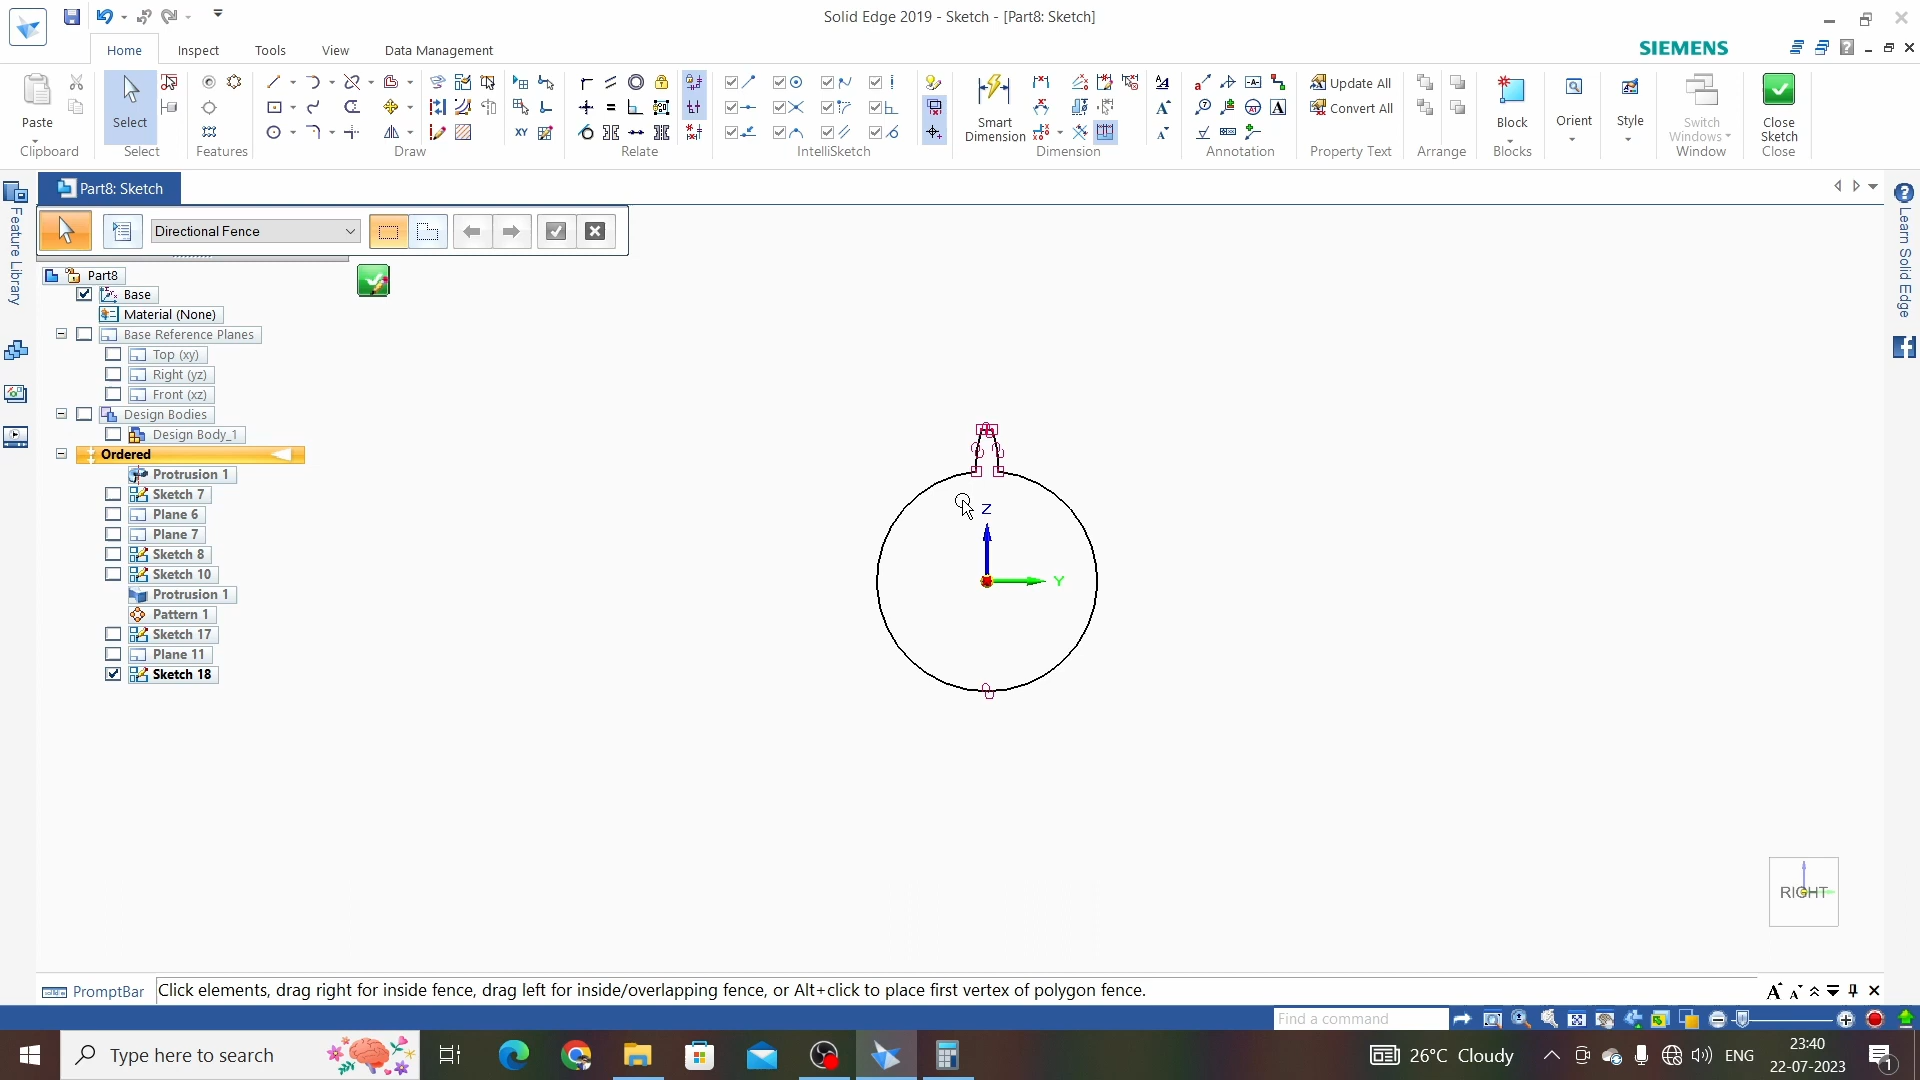 Solid Edge 2019 - Sketch - [Part8: Sketch]
Home Inspect Tools View Data Management
SIEMENS
Paste
Select
Smart Dimension
Update All
Convert All
Block
Orient
Style
Switch Windows
Close Sketch
Clipboard Select Features Draw Relate IntelliSketch Dimension Annotation Property Text Arrange Blocks Window Close
Part8: Sketch
Directional Fence
Feature Library
Learn Solid Edge
Part8
Base
Material (None)
Base Reference Planes
Top (xy)
Right (yz)
Front (xz)
Design Bodies
Design Body_1
Ordered
Protrusion 1
Sketch 7
Plane 6
Plane 7
Sketch 8
Sketch 10
Protrusion 1
Pattern 1
Sketch 17
Plane 11
Sketch 18
Z
Y
RIGHT
PromptBar
Click elements, drag right for inside fence, drag left for inside/overlapping fence, or Alt+click to place first vertex of polygon fence.
Find a command
Type here to search
26°C Cloudy
ENG
23:40
22-07-2023
1